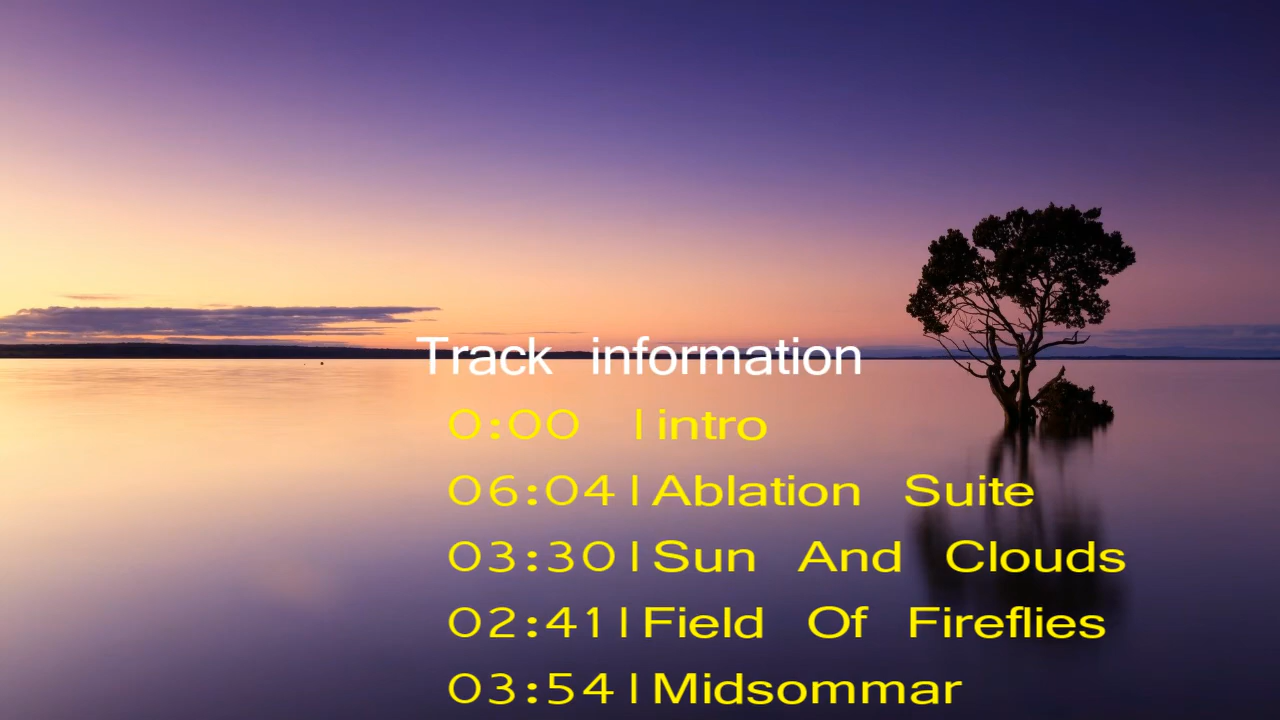 Track information
0:00 |intro
06:04|Ablation Suite
03:30|Sun And Clouds
02:41|Field Of Fireflies
03:54|Midsommar